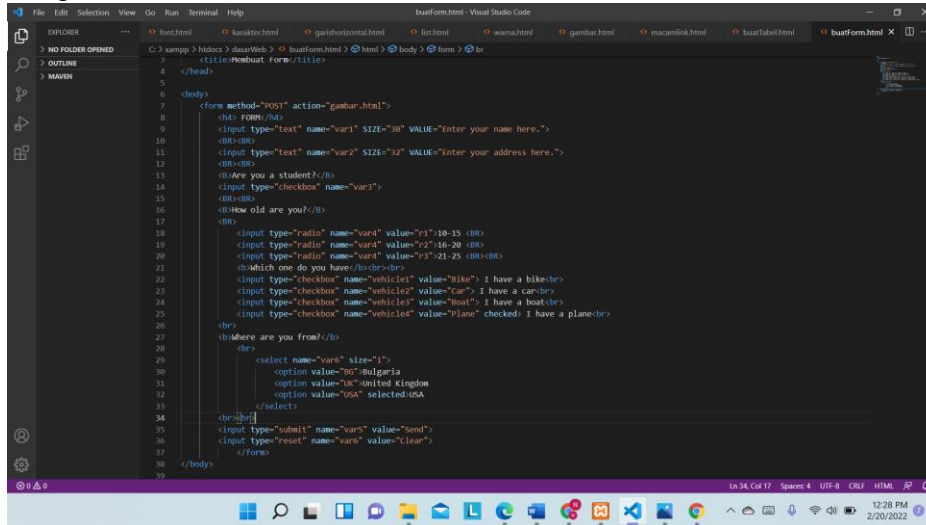 File Edit Selection View Go Run Terminal Help
buatForm.html - Visual Studio Code
EXPLORER
NO FOLDER OPENED
OUTLINE
MAVEN
font.html karakter.html garishorizontal.html list.html warna.html gambar.html macamlink.html buatTabel.html buatForm.html
C: > xampp > htdocs > dasarWeb > buatForm.html > html > body > form > br
3 <title>Membuat Form</title>
4 </head>
5
6 <body>
7 <form method="POST" action="gambar.html">
8 <h4> FORM</h4>
9 <input type="text" name="var1" SIZE="30" VALUE="Enter your name here.">
10 <BR><BR>
11 <input type="text" name="var2" SIZE="32" VALUE="Enter your address here.">
12 <BR><BR>
13 <B>Are you a student?</B>
14 <input type="checkbox" name="var3">
15 <BR><BR>
16 <B>How old are you?</B>
17 <BR>
18 <input type="radio" name="var4" value="r1">10-15 <BR>
19 <input type="radio" name="var4" value="r2">16-20 <BR>
20 <input type="radio" name="var4" value="r3">21-25 <BR><BR>
21 <b>Which one do you have</b><br><br>
22 <input type="checkbox" name="vehicle1" value="Bike"> I have a bike<br>
23 <input type="checkbox" name="vehicle2" value="Car"> I have a car<br>
24 <input type="checkbox" name="vehicle3" value="Boat"> I have a boat<br>
25 <input type="checkbox" name="vehicle4" value="Plane" checked> I have a plane<br>
26 <br>
27 <b>Where are you from?</b>
28 <br>
29 <select name="var6" size="1">
30 <option value="BG">Bulgaria
31 <option value="UK">United Kingdom
32 <option value="USA" selected>USA
33 </select>
34 <br><br>
35 <input type="submit" name="var5" value="Send">
36 <input type="reset" name="var6" value="Clear">
37 </form>
38 </body>
39
0 0 Ln 34, Col 17 Spaces: 4 UTF-8 CRLF HTML
12:28 PM
2/20/2022